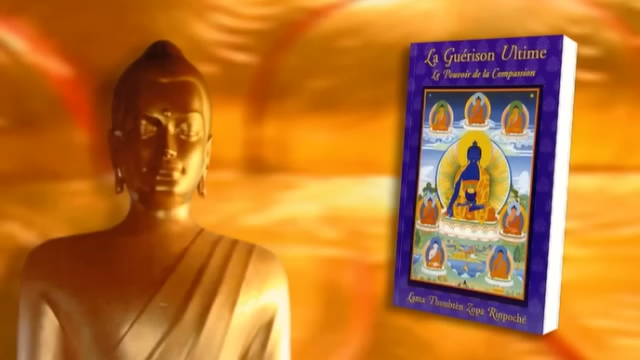 La Guérison Ultime
Le Pouvoir de la Compassion
Lama Thoubtèn Zopa Rinpoché